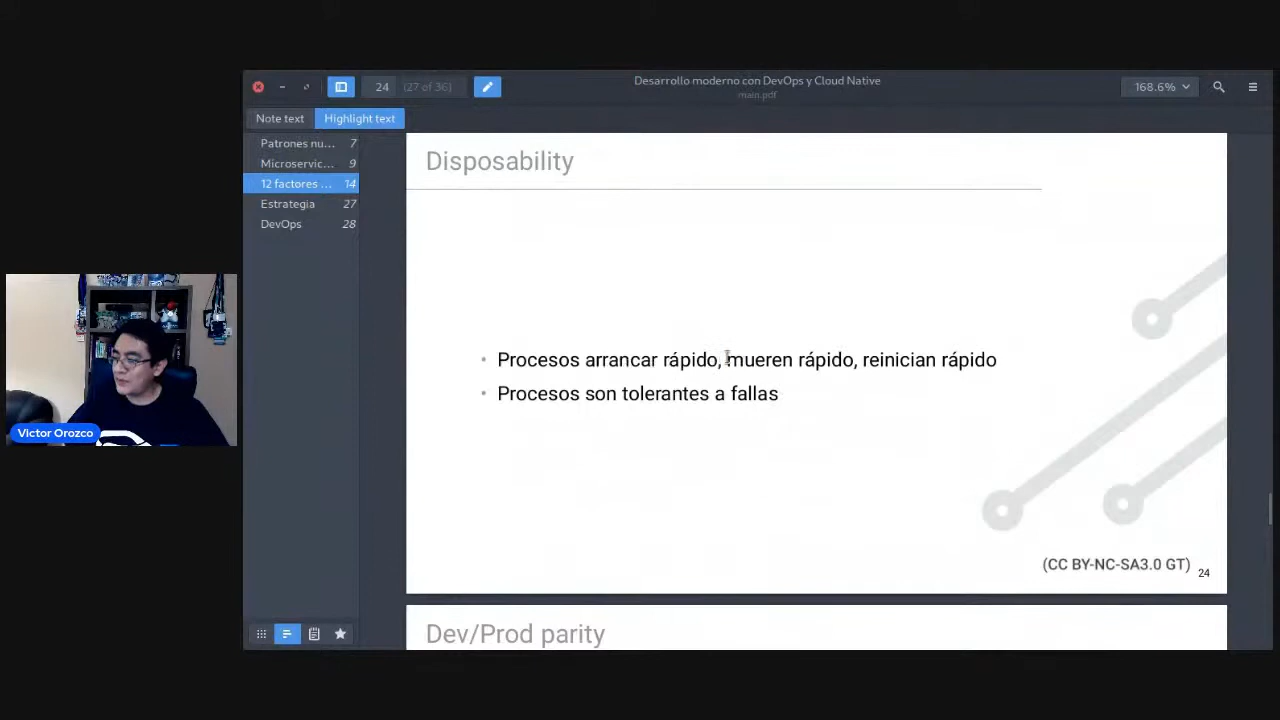 24 (27 of 36)
Desarrollo moderno con DevOps y Cloud Native
main.pdf
168.6%
Note text
Highlight text
Patrones nu... 7
Microservic... 9
12 factores ... 14
Estrategia 27
DevOps 28
Disposability
Procesos arrancar rápido, mueren rápido, reinician rápido
Procesos son tolerantes a fallas
(CC BY-NC-SA3.0 GT)
24
Dev/Prod parity
Victor Orozco